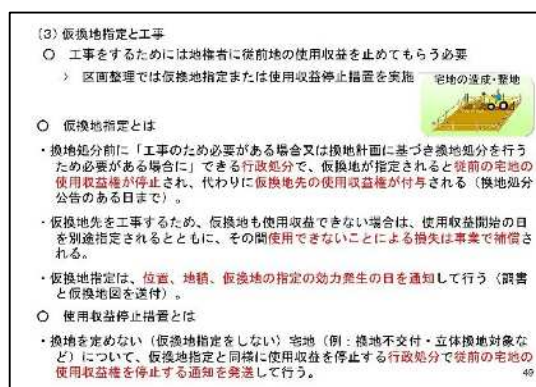 (3) 仮換地指定と工事
○ 工事をするためには地権者に従前地の使用収益を止めてもらう必要
> 区画整理では仮換地指定または使用収益停止措置を実施
宅地の造成・整地
○ 仮換地指定とは
・換地処分前に「工事のため必要がある場合又は換地計画に基づき換地処分を行う
ため必要がある場合に」できる行政処分で、仮換地が指定されると従前の宅地の
使用収益権が停止され、代わりに仮換地先の使用収益権が付与される（換地処分
公告のある日まで）。
・仮換地先を工事するため、仮換地も使用収益できない場合は、使用収益開始の日
を別途指定されるとともに、その間使用できないことによる損失は事業で補償さ
れる。
・仮換地指定は、位置、地積、仮換地の指定の効力発生の日を通知して行う（調書
と仮換地図を送付）。
○ 使用収益停止措置とは
・換地を定めない（仮換地指定をしない）宅地（例：換地不交付・立体換地対象な
ど）について、仮換地指定と同様に使用収益を停止する行政処分で従前の宅地の
使用収益権を停止する通知を発送して行う。
49